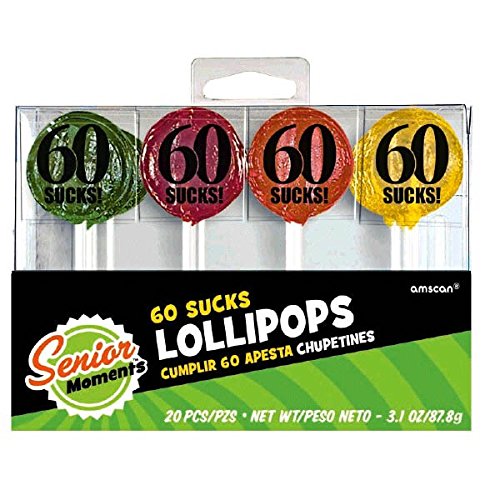 60
SUCKS!
60
SUCKS!
60
SUCKS!
60
SUCKS!
amscan®
60 SUCKS
LOLLIPOPS
CUMPLIR 60 APESTA CHUPETINES
Senior
Moments
20 PCS/PZS • NET WT/PESO NETO - 3.1 OZ/87.8g